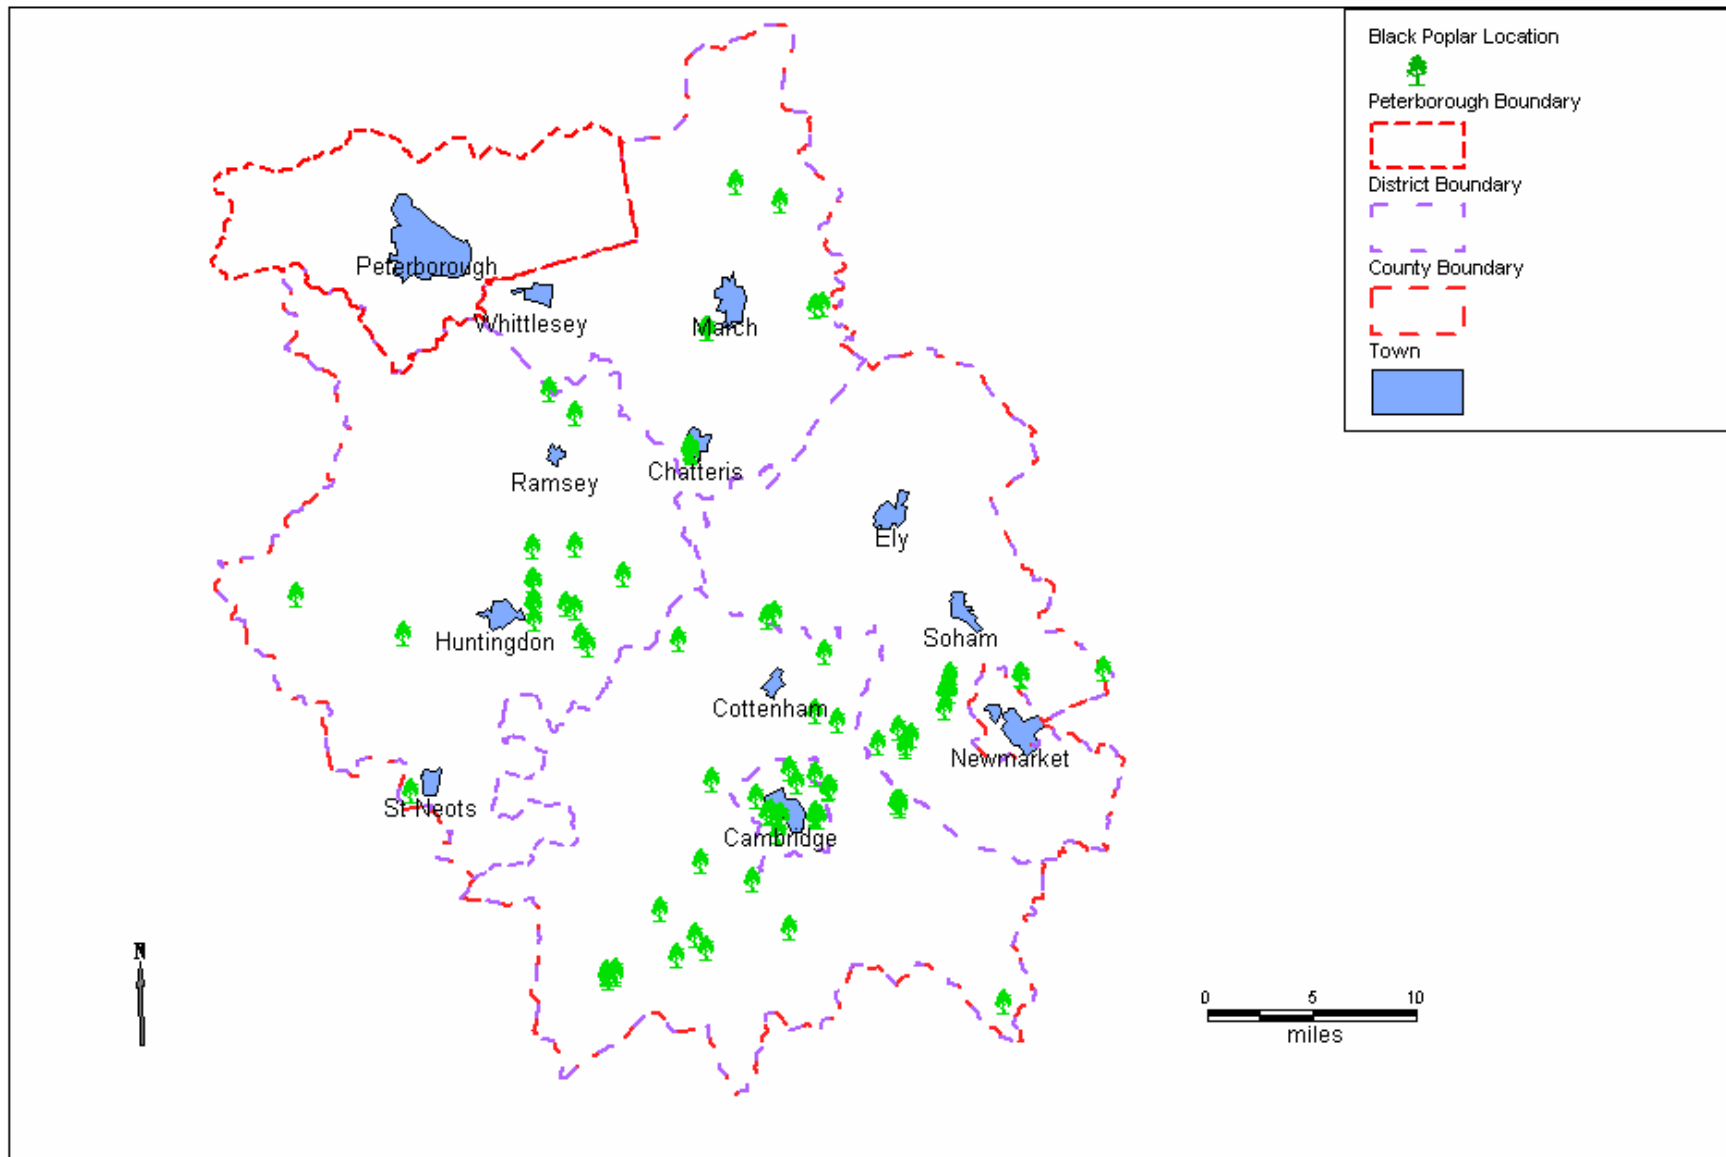 Black Poplar Location
Peterborough Boundary
District Boundary
County Boundary
Town
Peterborough
Whittlesey
March
Ramsey
Chatteris
Ely
Huntingdon
Soham
Cottenham
Newmarket
St Neots
Cambridge
N
0 5 10
miles